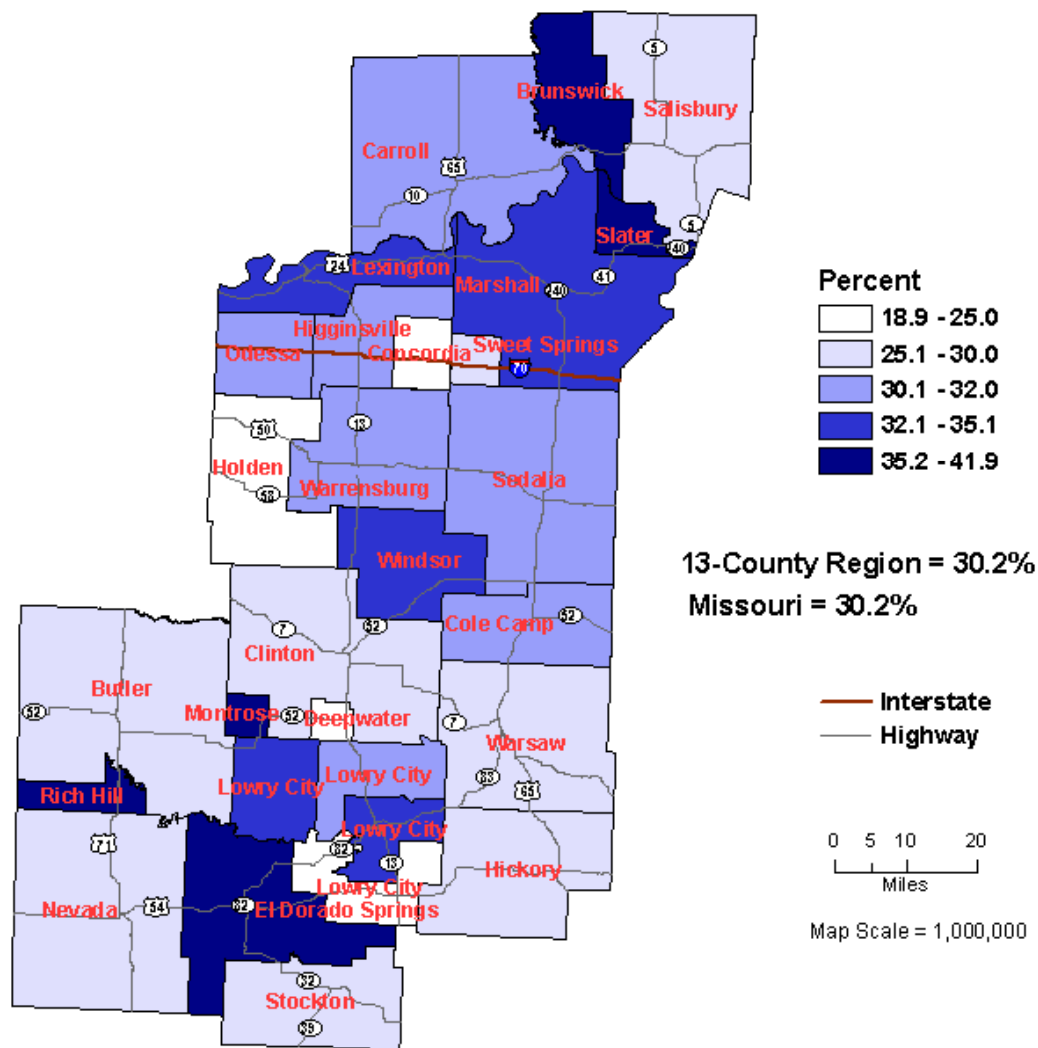 5
Brunswick
Salisbury
Carroll
65
10
5
Slater
40
24
Lexington
41
Marshall
240
Higginsville
Odessa
Concordia
Sweet Springs
70
50
13
Holden
58
Warrensburg
Sedalia
Windsor
Cole Camp
52
7
52
Clinton
Butler
52
Montrose
52
Deepwater
7
Warsaw
Lowry City
Lowry City
83
65
Rich Hill
Lowry City
71
82
13
Hickory
Lowry City
Nevada
54
82
El Dorado Springs
32
Stockton
39
Percent
18.9 - 25.0
25.1 - 30.0
30.1 - 32.0
32.1 - 35.1
35.2 - 41.9
13-County Region = 30.2%
Missouri = 30.2%
Interstate
Highway
0 5 10 20
Miles
Map Scale = 1,000,000